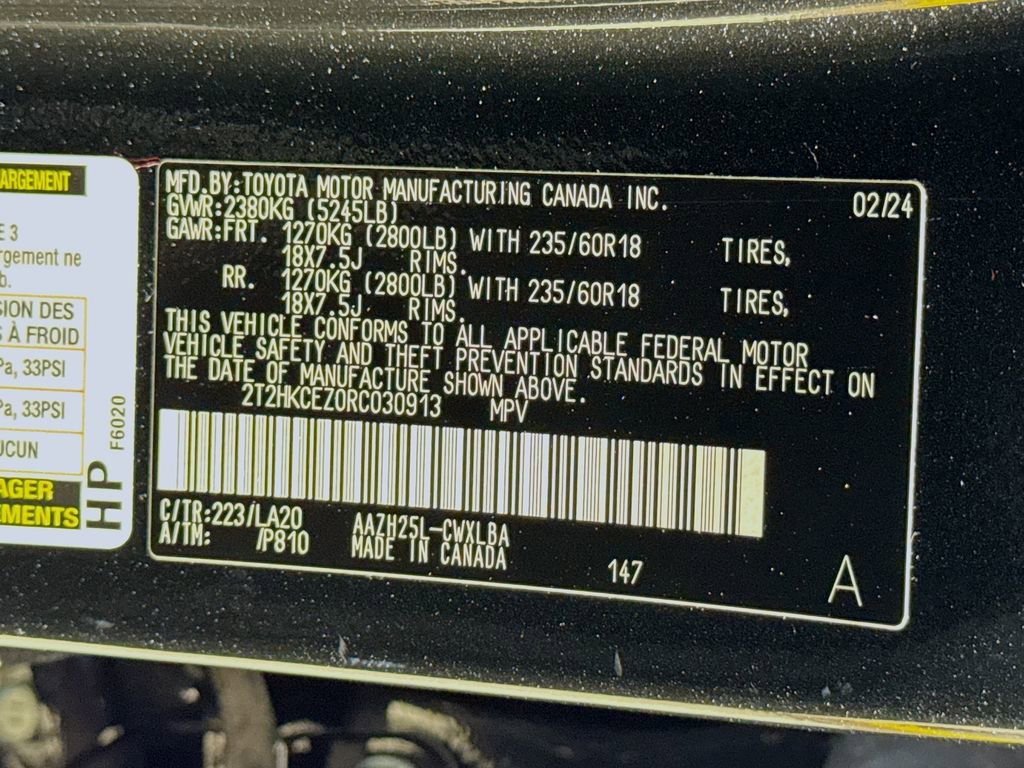 ARGEMENT
E 3
rgement ne
b.
SION DES
S À FROID
Pa, 33PSI
Pa, 33PSI
UCUN
AGER
EMENTS
HP
F6020
MFD.BY:TOYOTA MOTOR MANUFACTURING CANADA INC. 02/24
GVWR:2380KG (5245LB)
GAWR:FRT. 1270KG (2800LB) WITH 235/60R18 TIRES,
18X7.5J RIMS.
RR. 1270KG (2800LB) WITH 235/60R18 TIRES,
18X7.5J RIMS.
THIS VEHICLE CONFORMS TO ALL APPLICABLE FEDERAL MOTOR
VEHICLE SAFETY AND THEFT PREVENTION STANDARDS IN EFFECT ON
THE DATE OF MANUFACTURE SHOWN ABOVE.
2T2HKCEZ0RC030913 MPV
C/TR:223/LA20 AAZH25L-CWXLBA
A/TM: /P810 MADE IN CANADA
147 A